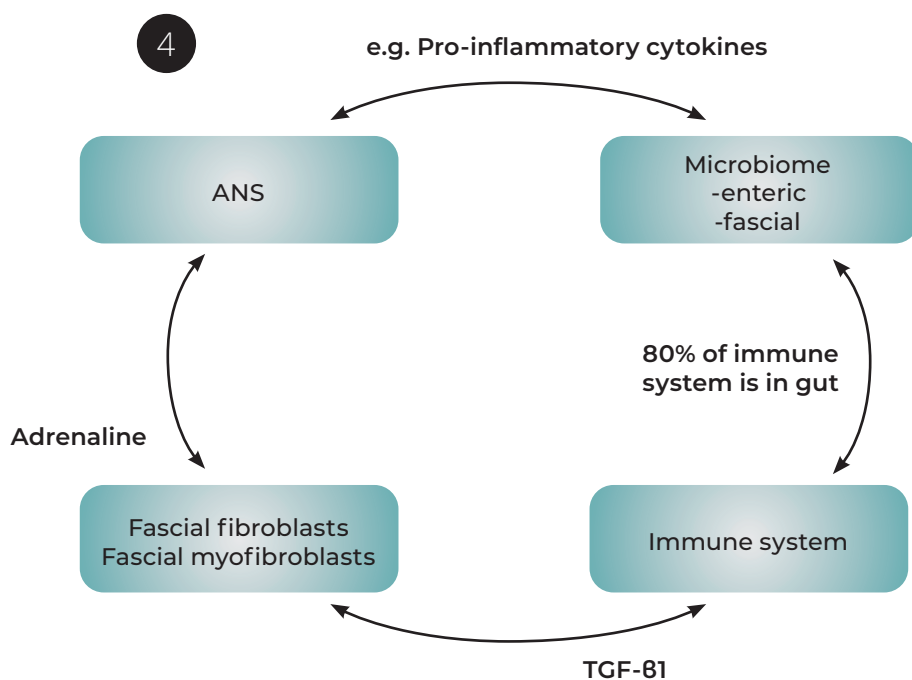 4
e.g. Pro-inflammatory cytokines
ANS
Microbiome
-enteric
-fascial
80% of immune
system is in gut
Adrenaline
Fascial fibroblasts
Fascial myofibroblasts
Immune system
TGF-β1